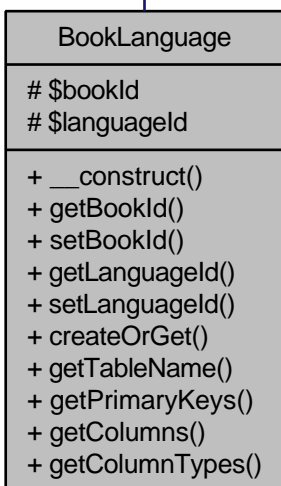 BookLanguage
# $bookId
# $languageId
+ __construct()
+ getBookId()
+ setBookId()
+ getLanguageId()
+ setLanguageId()
+ createOrGet()
+ getTableName()
+ getPrimaryKeys()
+ getColumns()
+ getColumnTypes()